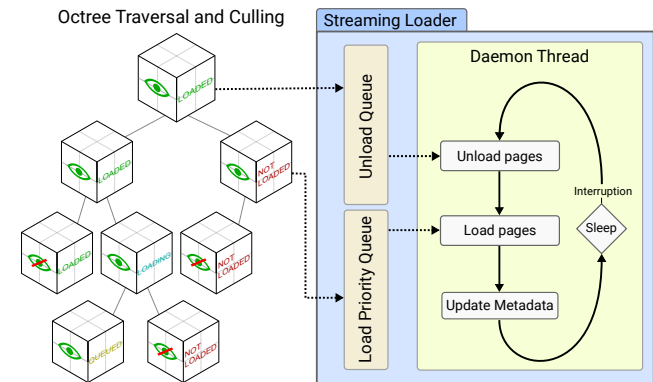 Octree Traversal and Culling
LOADED
LOADED
NOT
LOADED
LOADED
LOADING
NOT
LOADED
QUEUED
NOT
LOADED
Streaming Loader
Unload Queue
Load Priority Queue
Daemon Thread
Unload pages
Load pages
Update Metadata
Interruption
Sleep